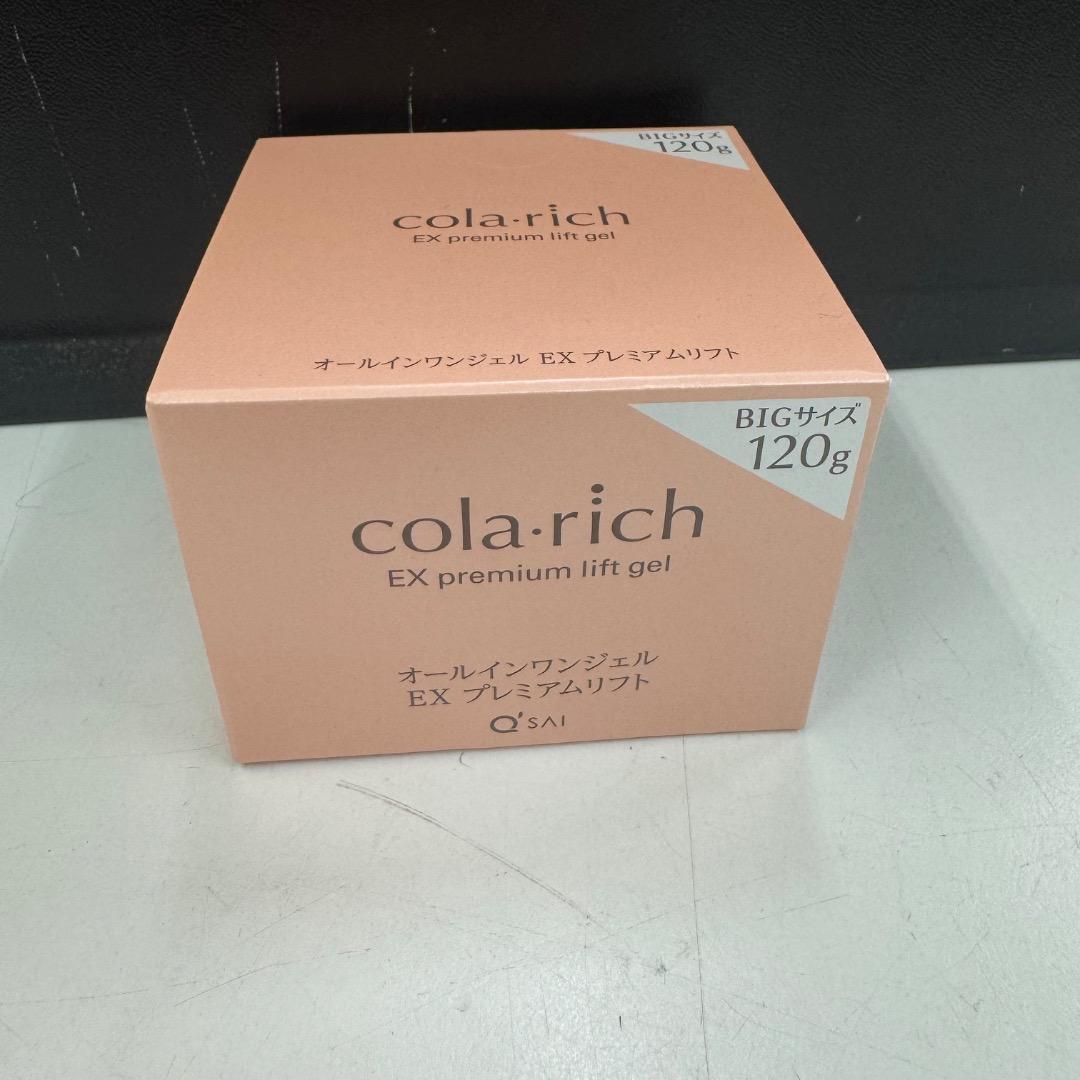 BIGサイズ
120g
cola·rich
EX premium lift gel
オールインワンジェル EX プレミアムリフト
BIGサイズ
120g
cola·rich
EX premium lift gel
オールインワンジェル
EX プレミアムリフト
Q'SAI